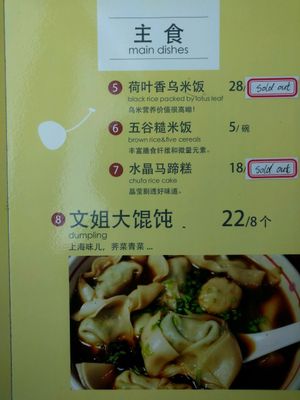 主食
main dishes
5 荷叶香乌米饭 28/ sold out
black rice packed by lotus leaf
乌米营养价值很高嘞!
6 五谷糙米饭 5/碗
brown rice&five cereals
丰富膳食纤维和微量元素。
7 水晶马蹄糕 18/ sold out
chufa rice cake
晶莹剔透好味道。
8 文姐大馄饨. 22/8个
dumpling
上海味儿，荠菜青菜 ...